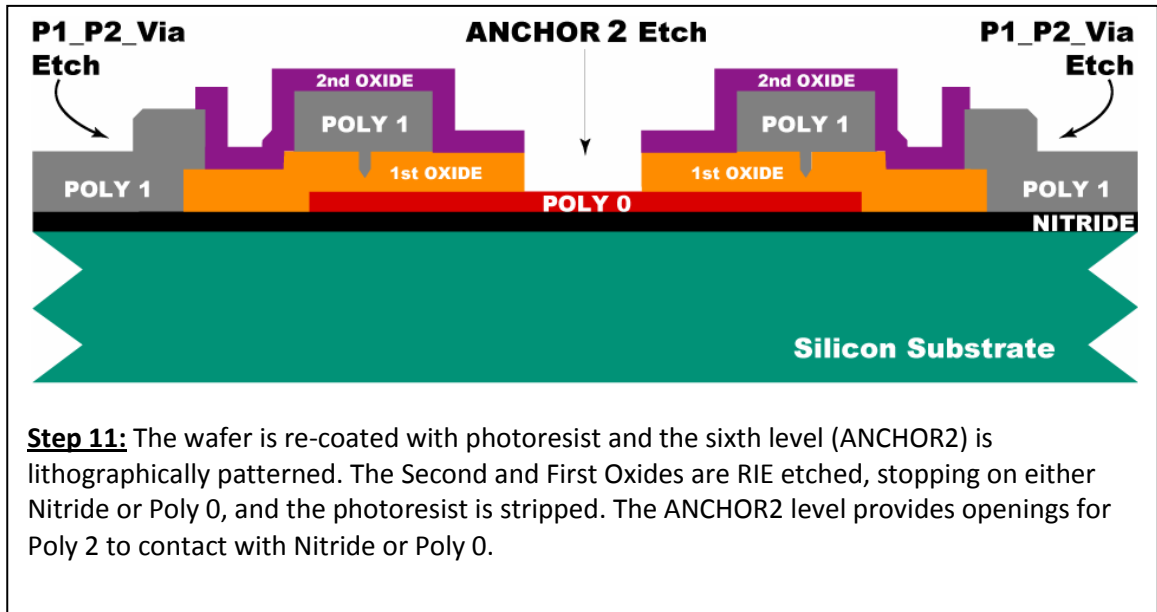 P1_P2_Via
Etch
ANCHOR 2 Etch
P1_P2_Via
Etch
2nd OXIDE
2nd OXIDE
POLY 1
POLY 1
1st OXIDE
1st OXIDE
POLY 1
POLY 1
POLY 0
NITRIDE
Silicon Substrate
Step 11: The wafer is re-coated with photoresist and the sixth level (ANCHOR2) is
lithographically patterned. The Second and First Oxides are RIE etched, stopping on either
Nitride or Poly 0, and the photoresist is stripped. The ANCHOR2 level provides openings for
Poly 2 to contact with Nitride or Poly 0.